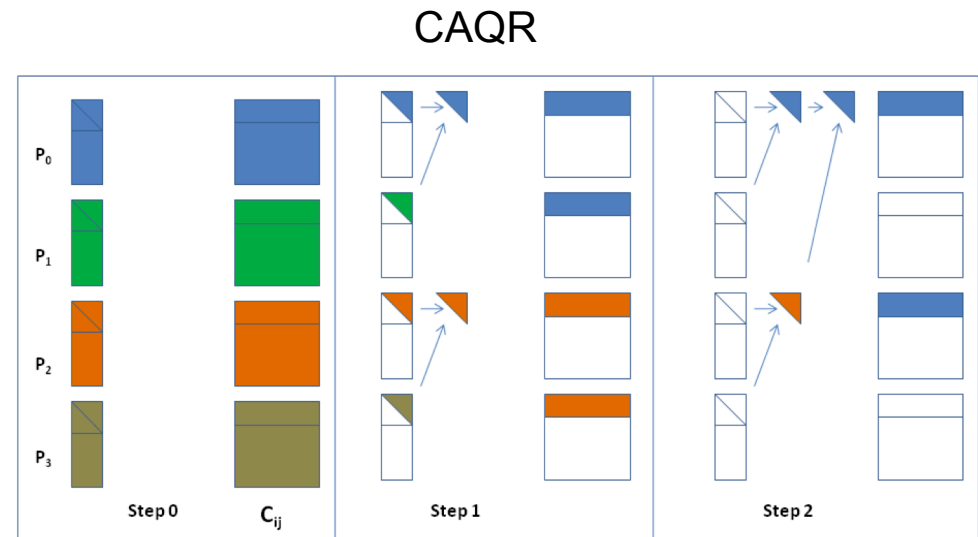 CAQR
P0
P1
P2
P3
Step 0
Cij
Step 1
Step 2